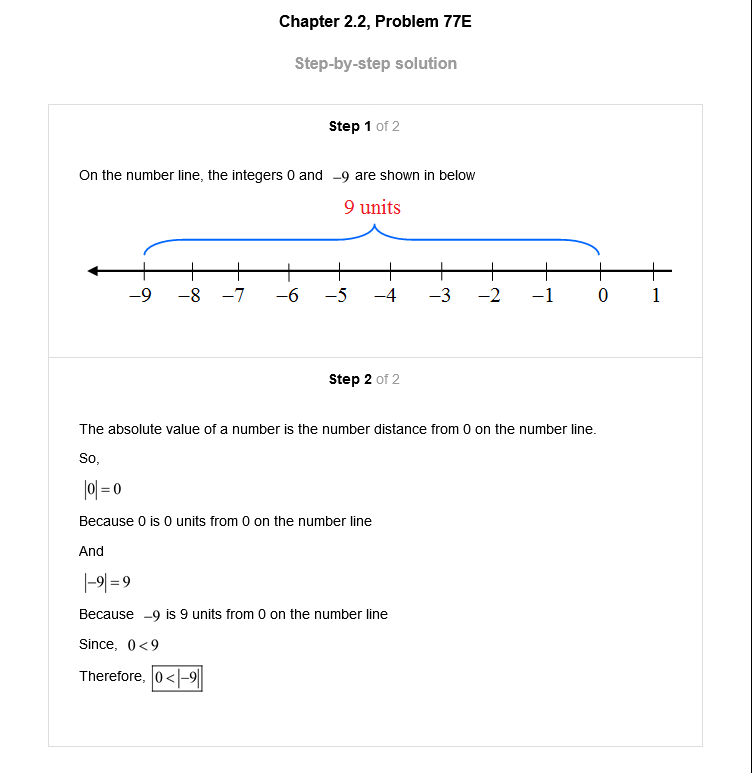 Chapter 2.2, Problem 77E
Step-by-step solution
Step 1 of 2
On the number line, the integers 0 and −9 are shown in below
9 units
−9 −8 −7 −6 −5 −4 −3 −2 −1 0 1
Step 2 of 2
The absolute value of a number is the number distance from 0 on the number line.
So,
|0| = 0
Because 0 is 0 units from 0 on the number line
And
|−9| = 9
Because −9 is 9 units from 0 on the number line
Since, 0 < 9
Therefore, 0 < |−9|